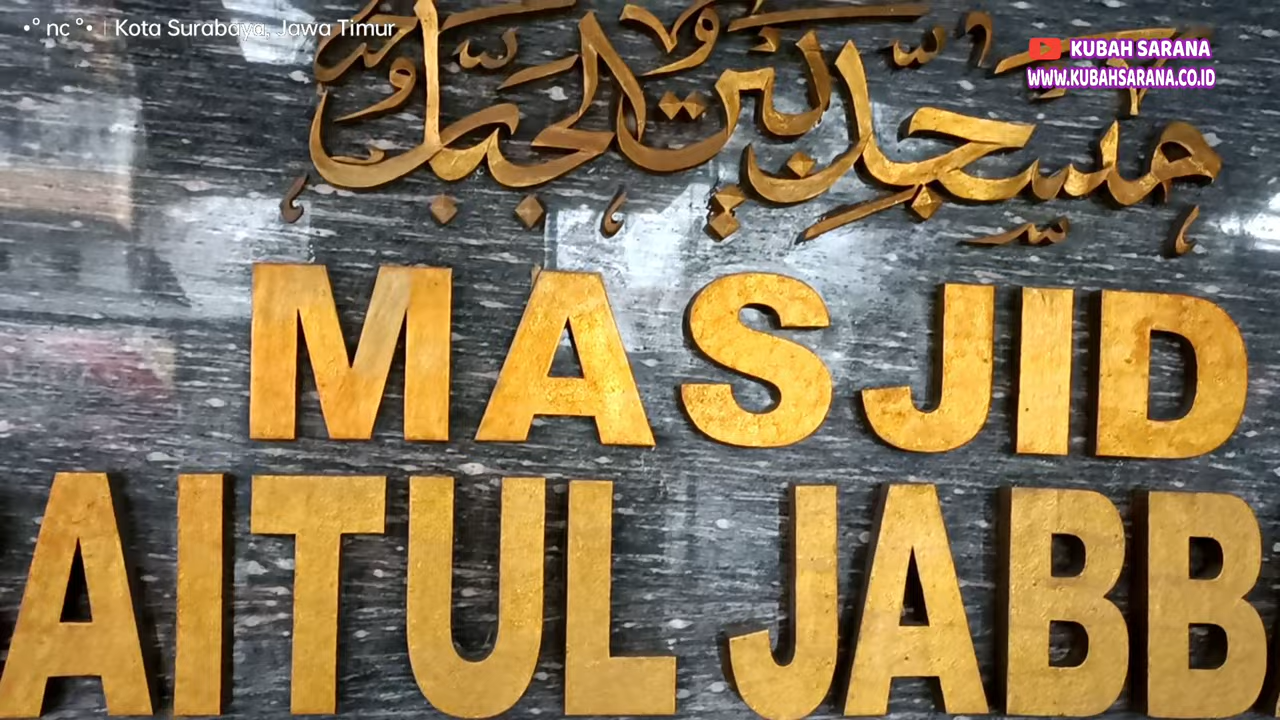 •° nc °• | Kota Surabaya, Jawa Timur
KUBAH SARANA
WWW.KUBAHSARANA.CO.ID
مسجد بيت الجبار
MASJID
AITUL JABB